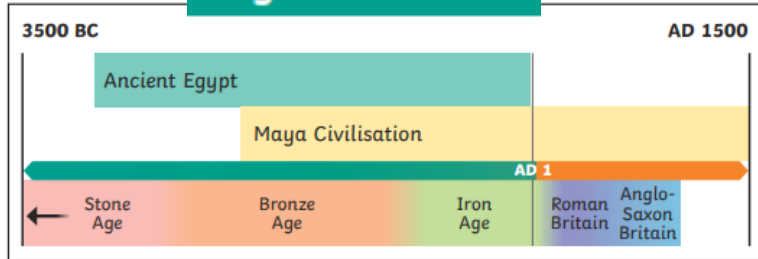 3500 BC AD 1500
Ancient Egypt
Maya Civilisation
AD 1
Stone Age
Bronze Age
Iron Age
Roman Britain
Anglo-Saxon Britain